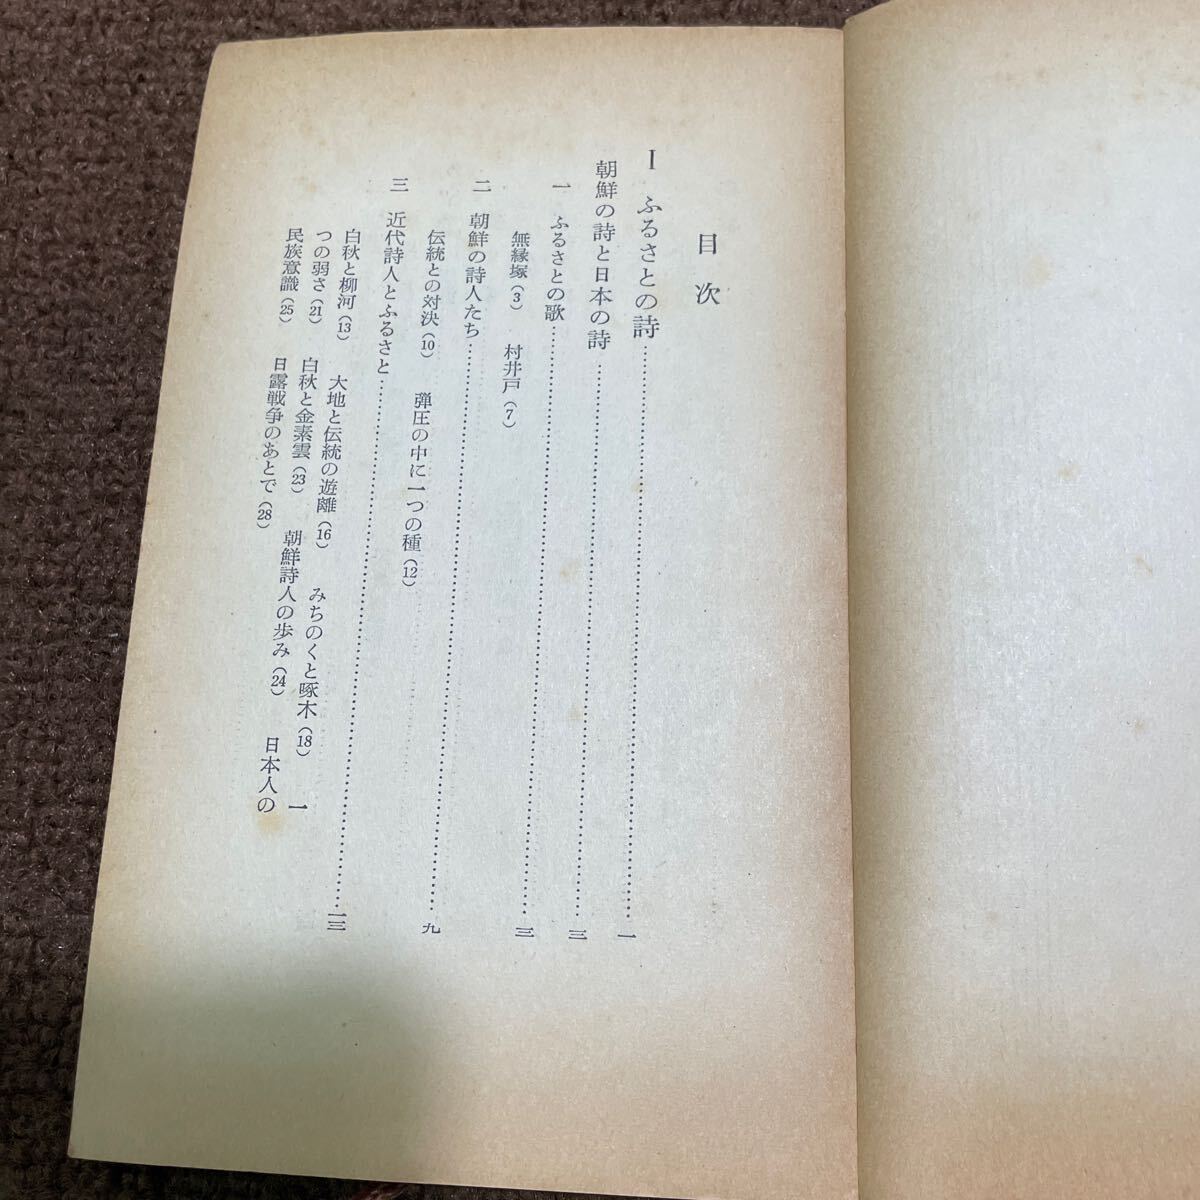 目次
I ふるさとの詩……一
朝鮮の詩と日本の詩……三
一 ふるさとの歌……三
無縁塚(3) 村井戸(7)
二 朝鮮の詩人たち……九
伝統との対決(10) 弾圧の中に一つの種(12)
三 近代詩人とふるさと……一三
白秋と柳河(13) 大地と伝統の遊離(16) みちのくと啄木(18) 一
つの弱さ(21) 白秋と金素雲(23) 朝鮮詩人の歩み(24) 日本人の
民族意識(25) 日露戦争のあとで(28)